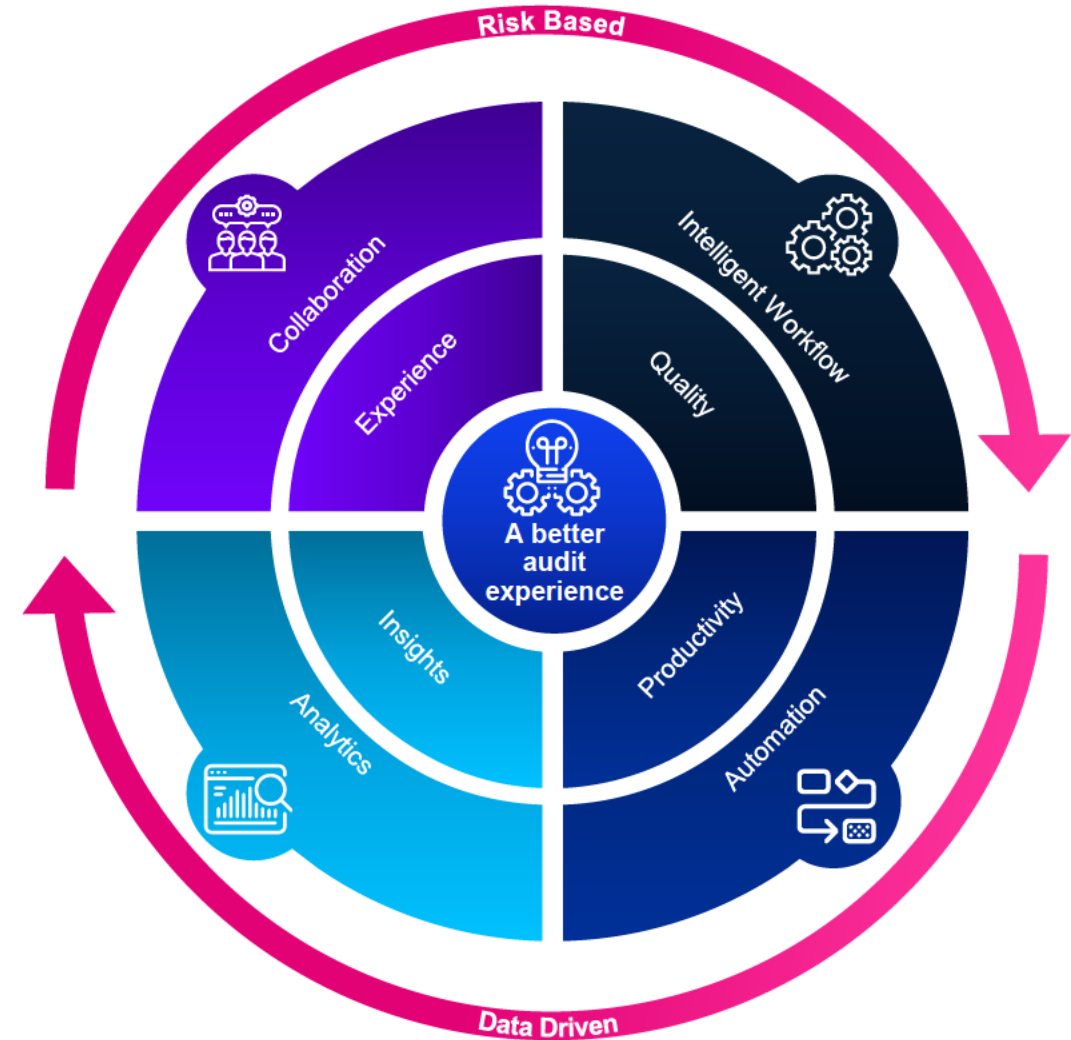 Risk Based
Collaboration
Intelligent Workflow
Experience
Quality
A better
audit
experience
Insights
Productivity
Analytics
Automation
Data Driven